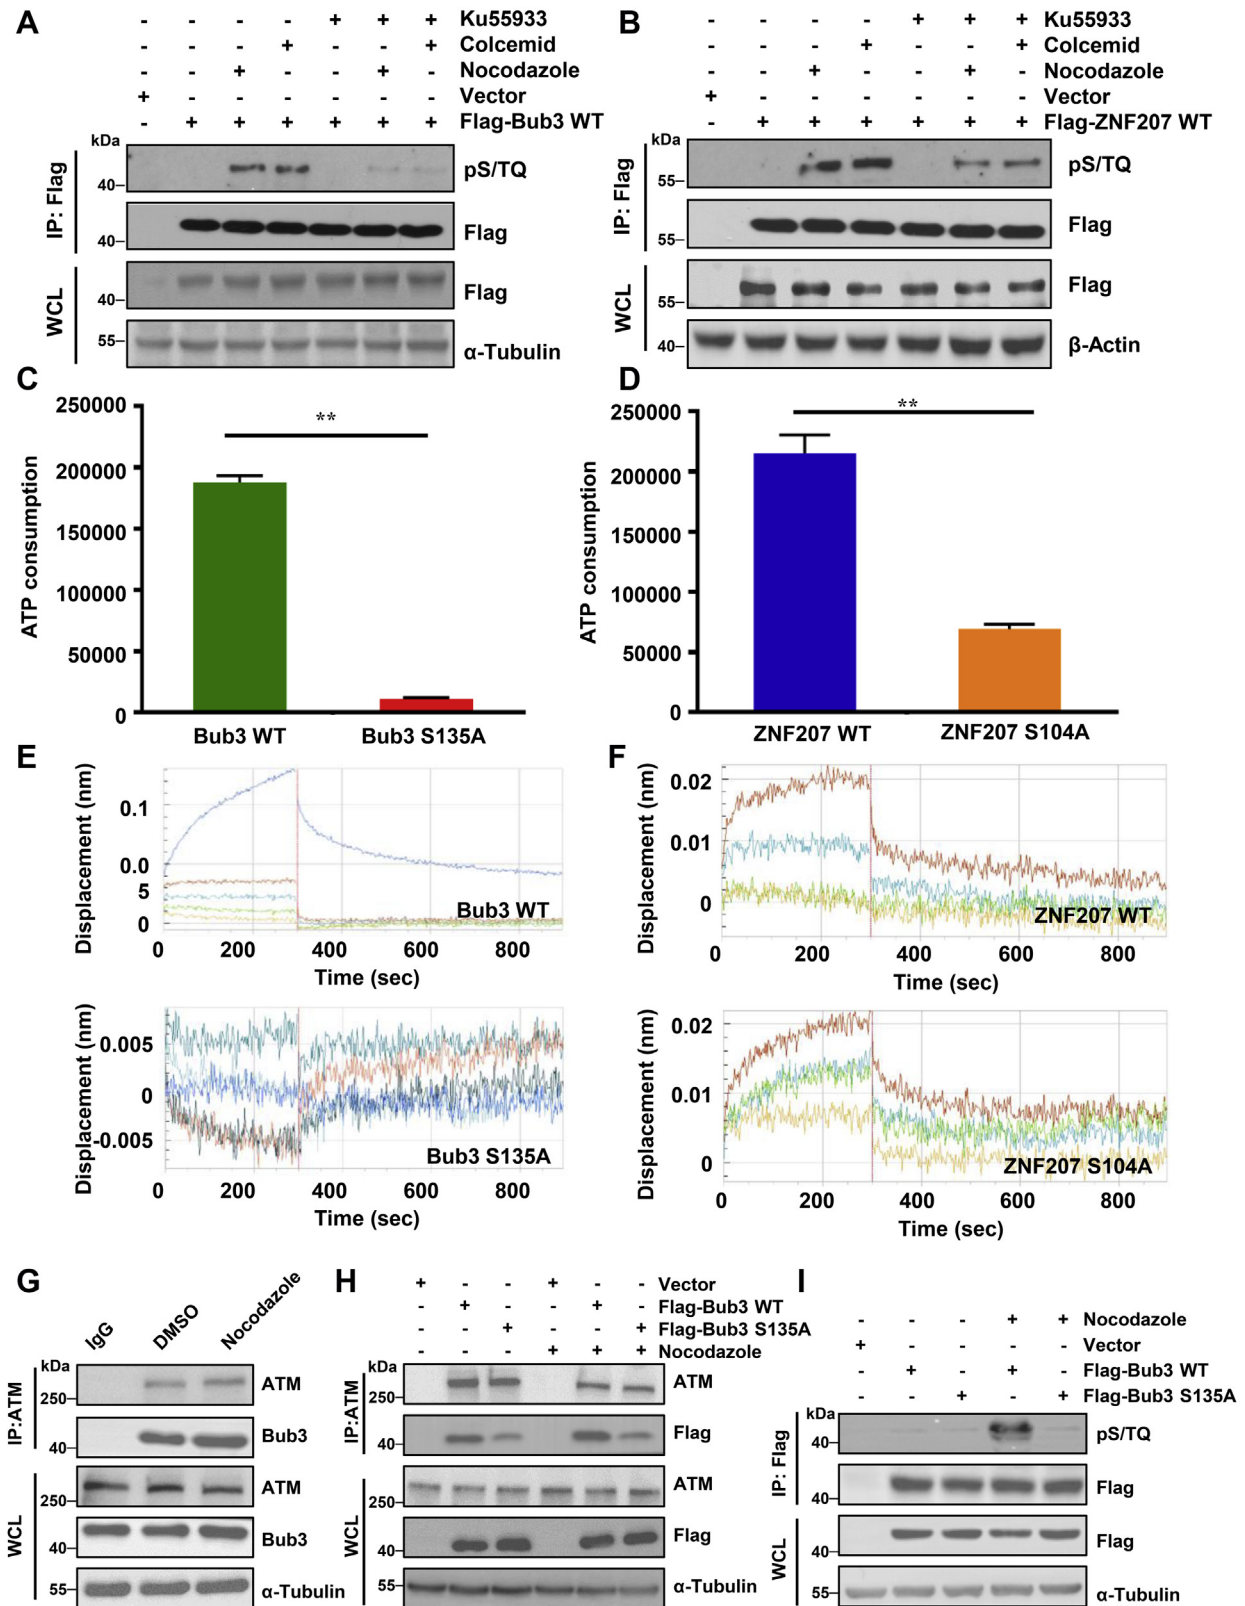 A
- - - - + + + Ku55933
- - - + - - + Colcemid
- - + - - + - Nocodazole
+ - - - - - - Vector
- + + + + + + Flag-Bub3 WT
kDa
IP: Flag
40– pS/TQ
40– Flag
WCL
40– Flag
55– α-Tubulin
B
- - - - + + + Ku55933
- - - + - - + Colcemid
- - + - - + - Nocodazole
+ - - - - - - Vector
- + + + + + + Flag-ZNF207 WT
kDa
IP: Flag
55– pS/TQ
55– Flag
WCL
55– Flag
40– β-Actin
C
ATP consumption
250000
200000
150000
100000
50000
0
**
Bub3 WT Bub3 S135A
D
ATP consumption
250000
200000
150000
100000
50000
0
**
ZNF207 WT ZNF207 S104A
E
Displacement (nm)
0.1
0.0
5
0
Bub3 WT
0 200 400 600 800
Time (sec)
Displacement (nm)
0.005
0
-0.005
Bub3 S135A
0 200 400 600 800
Time (sec)
F
Displacement (nm)
0.02
0.01
0
ZNF207 WT
0 200 400 600 800
Time (sec)
Displacement (nm)
0.02
0.01
0
ZNF207 S104A
0 200 400 600 800
Time (sec)
G
IgG DMSO Nocodazole
kDa
IP:ATM
250– ATM
40– Bub3
WCL
250– ATM
40– Bub3
55– α-Tubulin
H
+ - - + - - Vector
- + - - + - Flag-Bub3 WT
- - + - - + Flag-Bub3 S135A
- - - + + + Nocodazole
kDa
IP:ATM
250– ATM
40– Flag
WCL
250– ATM
40– Flag
55– α-Tubulin
I
- - - + + Nocodazole
+ - - - - Vector
- + - + - Flag-Bub3 WT
- - + - + Flag-Bub3 S135A
kDa
IP: Flag
40– pS/TQ
40– Flag
WCL
40– Flag
55– α-Tubulin